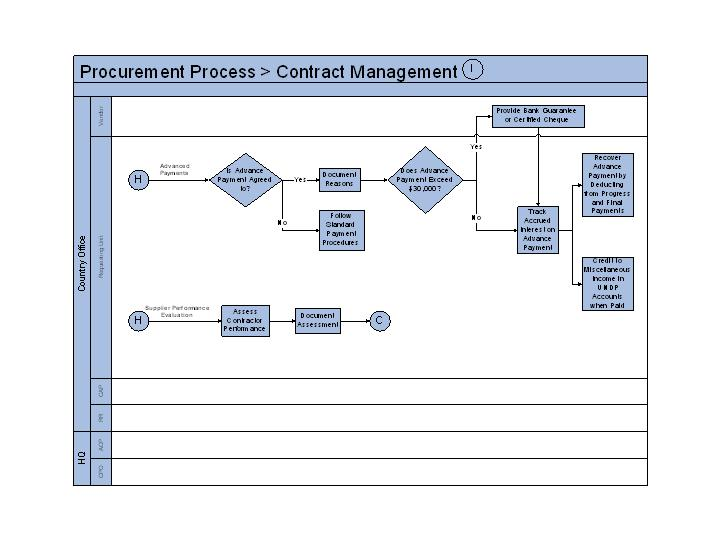 Procurement Process > Contract Management I
Country Office
HQ
Vendor
Requesting Unit
CAP
RR
ACP
CPO
Provide Bank Guarantee
or Certified Cheque
H
Advanced
Payments
Is Advance
Payment Agreed
to?
Yes
No
Document
Reasons
Follow
Standard
Payment
Procedures
Does Advance
Payment Exceed
$30,000?
Yes
No
Track
Accrued
Interest on
Advance
Payment
Recover
Advance
Payment by
Deducting
from Progress
and Final
Payments
Credit to
Miscellaneous
Income in
UNDP
Accounts
when Paid
H
Supplier Performance
Evaluation
Assess
Contractor
Performance
Document
Assessment
C